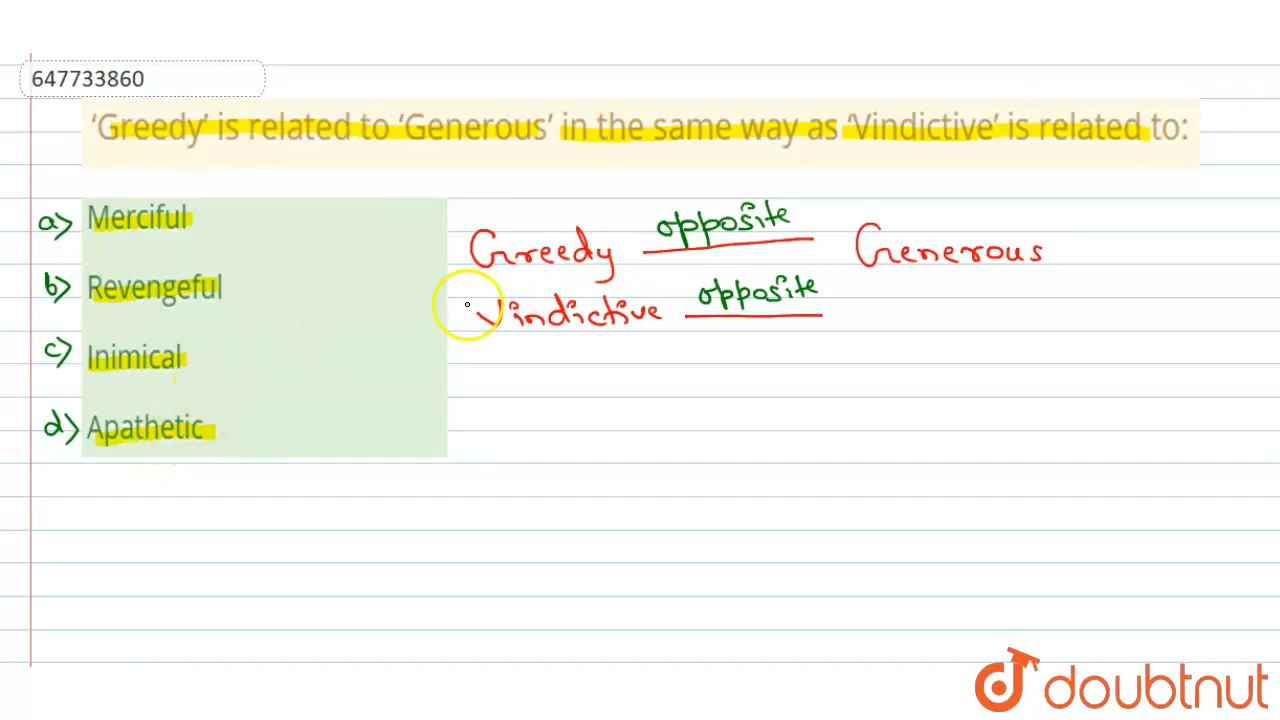 647733860
‘Greedy’ is related to ‘Generous’ in the same way as ‘Vindictive’ is related to:
a) Merciful
b) Revengeful
c) Inimical
d) Apathetic
Greedy opposite Generous
Vindictive opposite
doubtnut